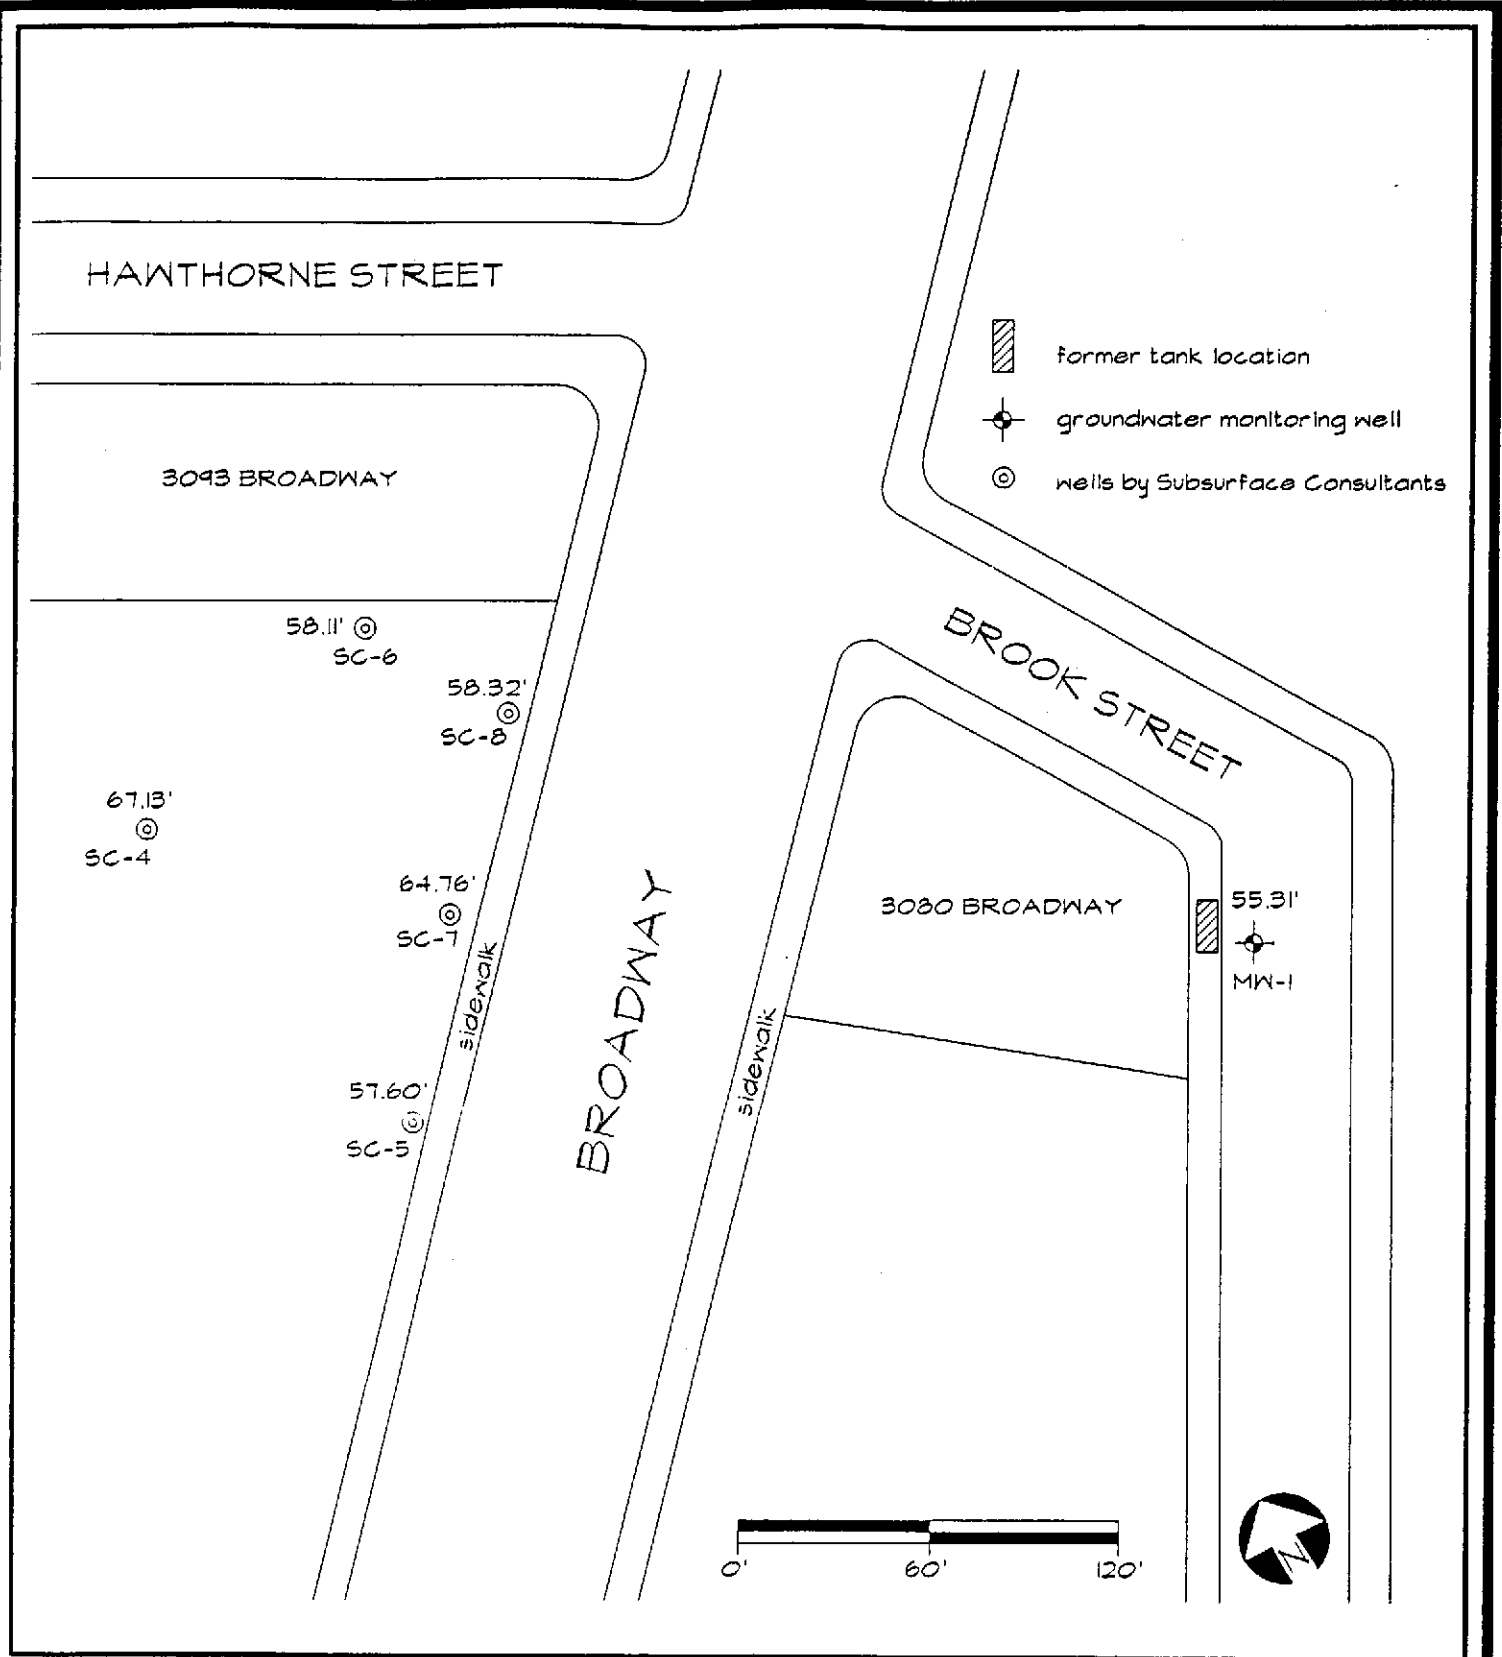 HAWTHORNE STREET
former tank location
groundwater monitoring well
wells by Subsurface Consultants
3093 BROADWAY
BROOK STREET
58.11'
SC-6
58.32'
SC-8
67.13'
SC-4
64.76'
SC-7
sidewalk
BROADWAY
3080 BROADWAY
55.31'
MW-1
sidewalk
57.60'
SC-5
0' 60' 120'
N